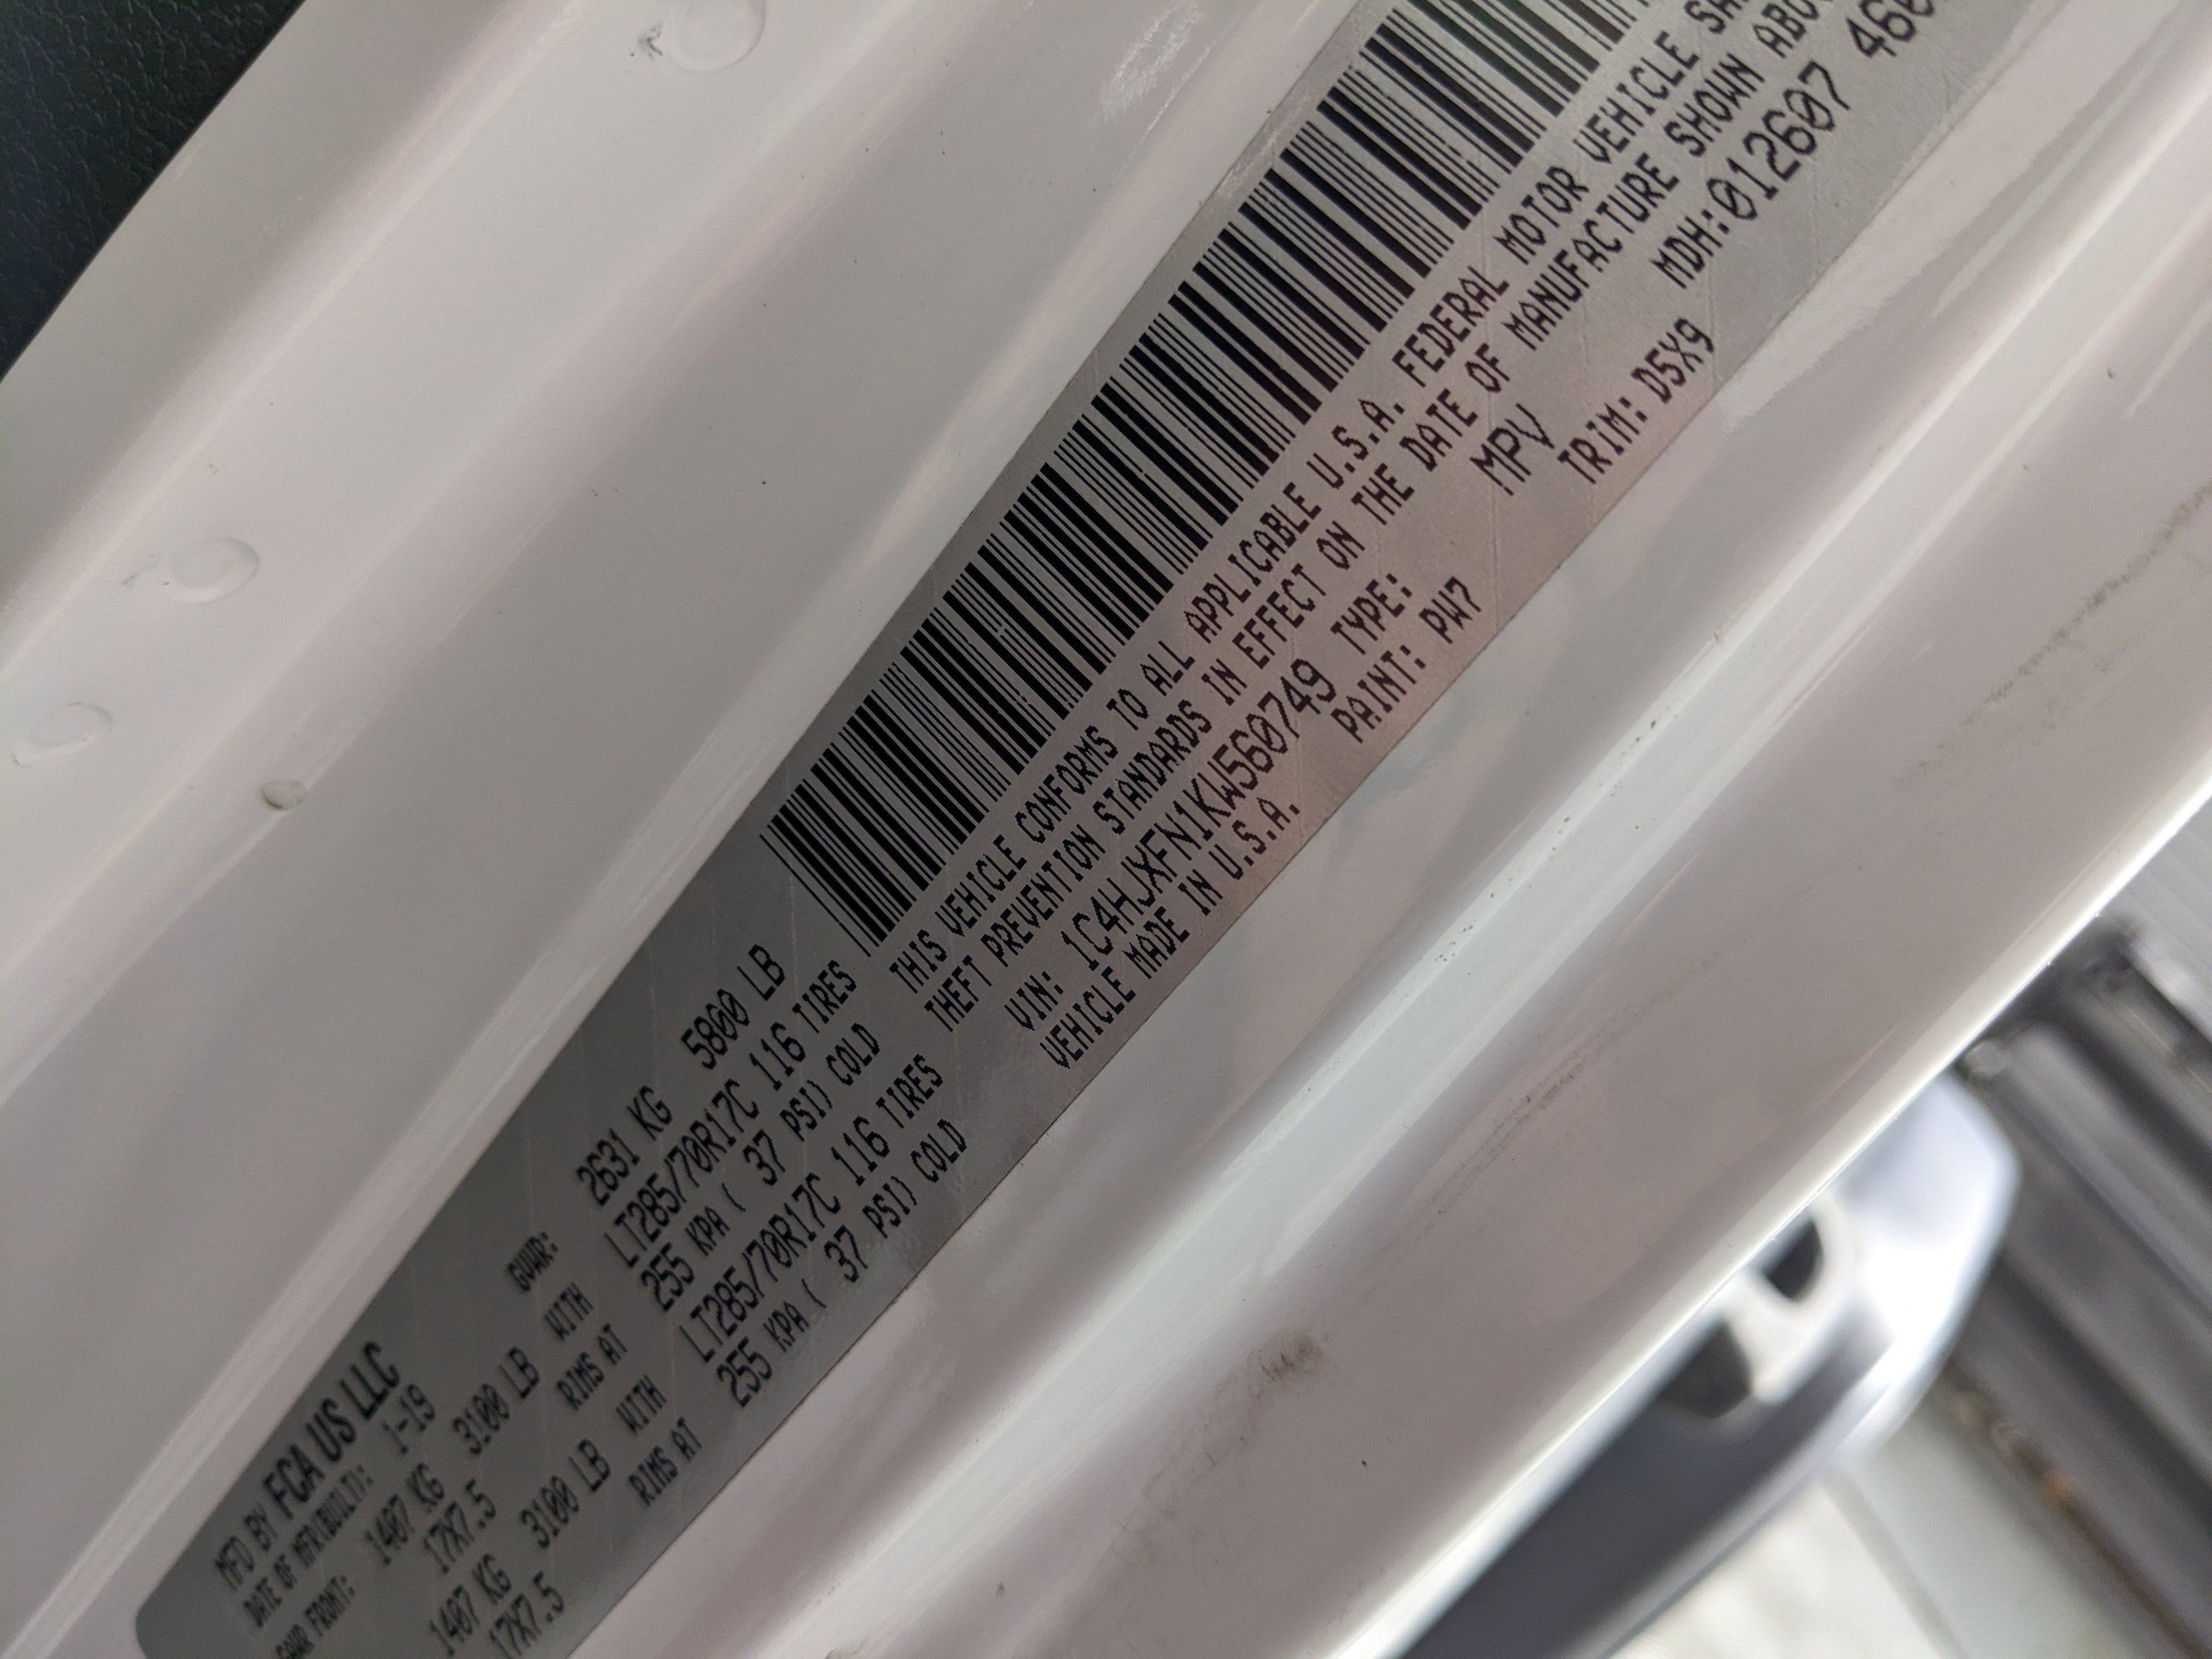 MFD BY FCA US LLC
DATE OF MFR(BUILT): 1-19
GVWR: 2631 KG 5800 LB
GAWR FRONT: 1407 KG 3100 LB WITH LT285/70R17C 116 TIRES
17X7.5 RIMS AT 255 KPA ( 37 PSI) COLD
1407 KG 3100 LB WITH LT285/70R17C 116 TIRES
17X7.5 RIMS AT 255 KPA ( 37 PSI) COLD
THIS VEHICLE CONFORMS TO ALL APPLICABLE U.S.A. FEDERAL MOTOR VEHICLE
THEFT PREVENTION STANDARDS IN EFFECT ON THE DATE OF MANUFACTURE SHOWN
VIN: 1C4HJXFN1KW560749 TYPE: MPV MDH: 012607
VEHICLE MADE IN U.S.A. PAINT: PW7 TRIM: D5X9